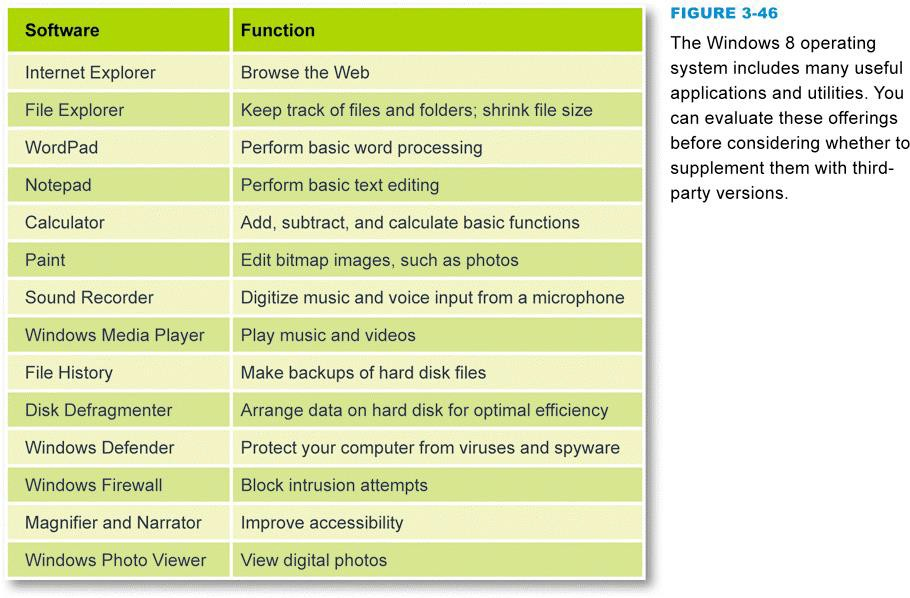 Software Function
Internet Explorer Browse the Web
File Explorer Keep track of files and folders; shrink file size
WordPad Perform basic word processing
Notepad Perform basic text editing
Calculator Add, subtract, and calculate basic functions
Paint Edit bitmap images, such as photos
Sound Recorder Digitize music and voice input from a microphone
Windows Media Player Play music and videos
File History Make backups of hard disk files
Disk Defragmenter Arrange data on hard disk for optimal efficiency
Windows Defender Protect your computer from viruses and spyware
Windows Firewall Block intrusion attempts
Magnifier and Narrator Improve accessibility
Windows Photo Viewer View digital photos
FIGURE 3-46
The Windows 8 operating
system includes many useful
applications and utilities. You
can evaluate these offerings
before considering whether to
supplement them with third-
party versions.